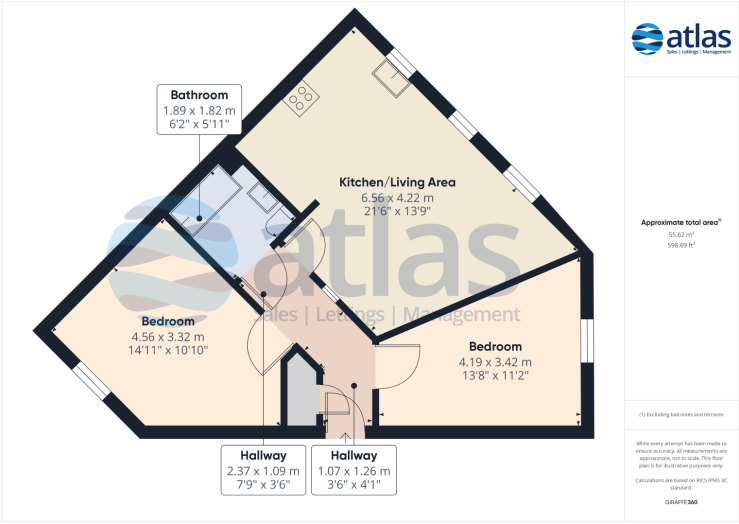 Bathroom
1.89 x 1.82 m
6'2" x 5'11"
Kitchen/Living Area
6.56 x 4.22 m
21'6" x 13'9"
Bedroom
4.56 x 3.32 m
14'11" x 10'10"
Bedroom
4.19 x 3.42 m
13'8" x 11'2"
Hallway
2.37 x 1.09 m
7'9" x 3'6"
Hallway
1.07 x 1.26 m
3'6" x 4'1"
atlas
Sales | Lettings | Management
atlas
Sales | Lettings | Management
Approximate total area(1)
55.62 m²
598.69 ft²
(1) Excluding balconies and terraces
While every attempt has been made to
ensure accuracy, all measurements are
approximate, not to scale. This floor
plan is for illustrative purposes only.
Calculations are based on RICS IPMS 3C
standard.
GIRAFFE360